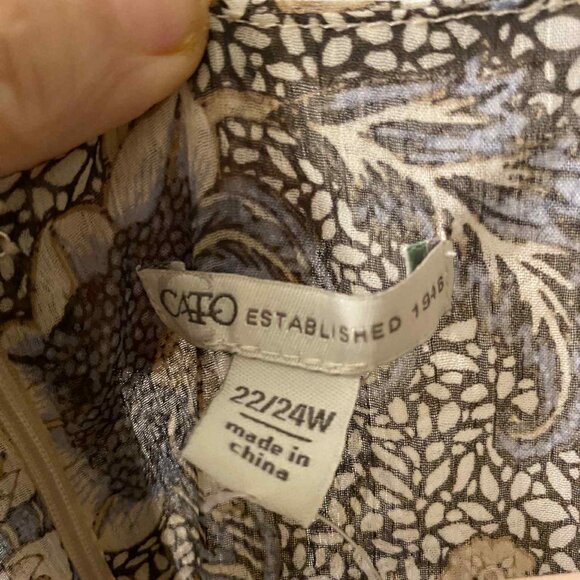 CATO ESTABLISHED 1946
22/24W
made in
china